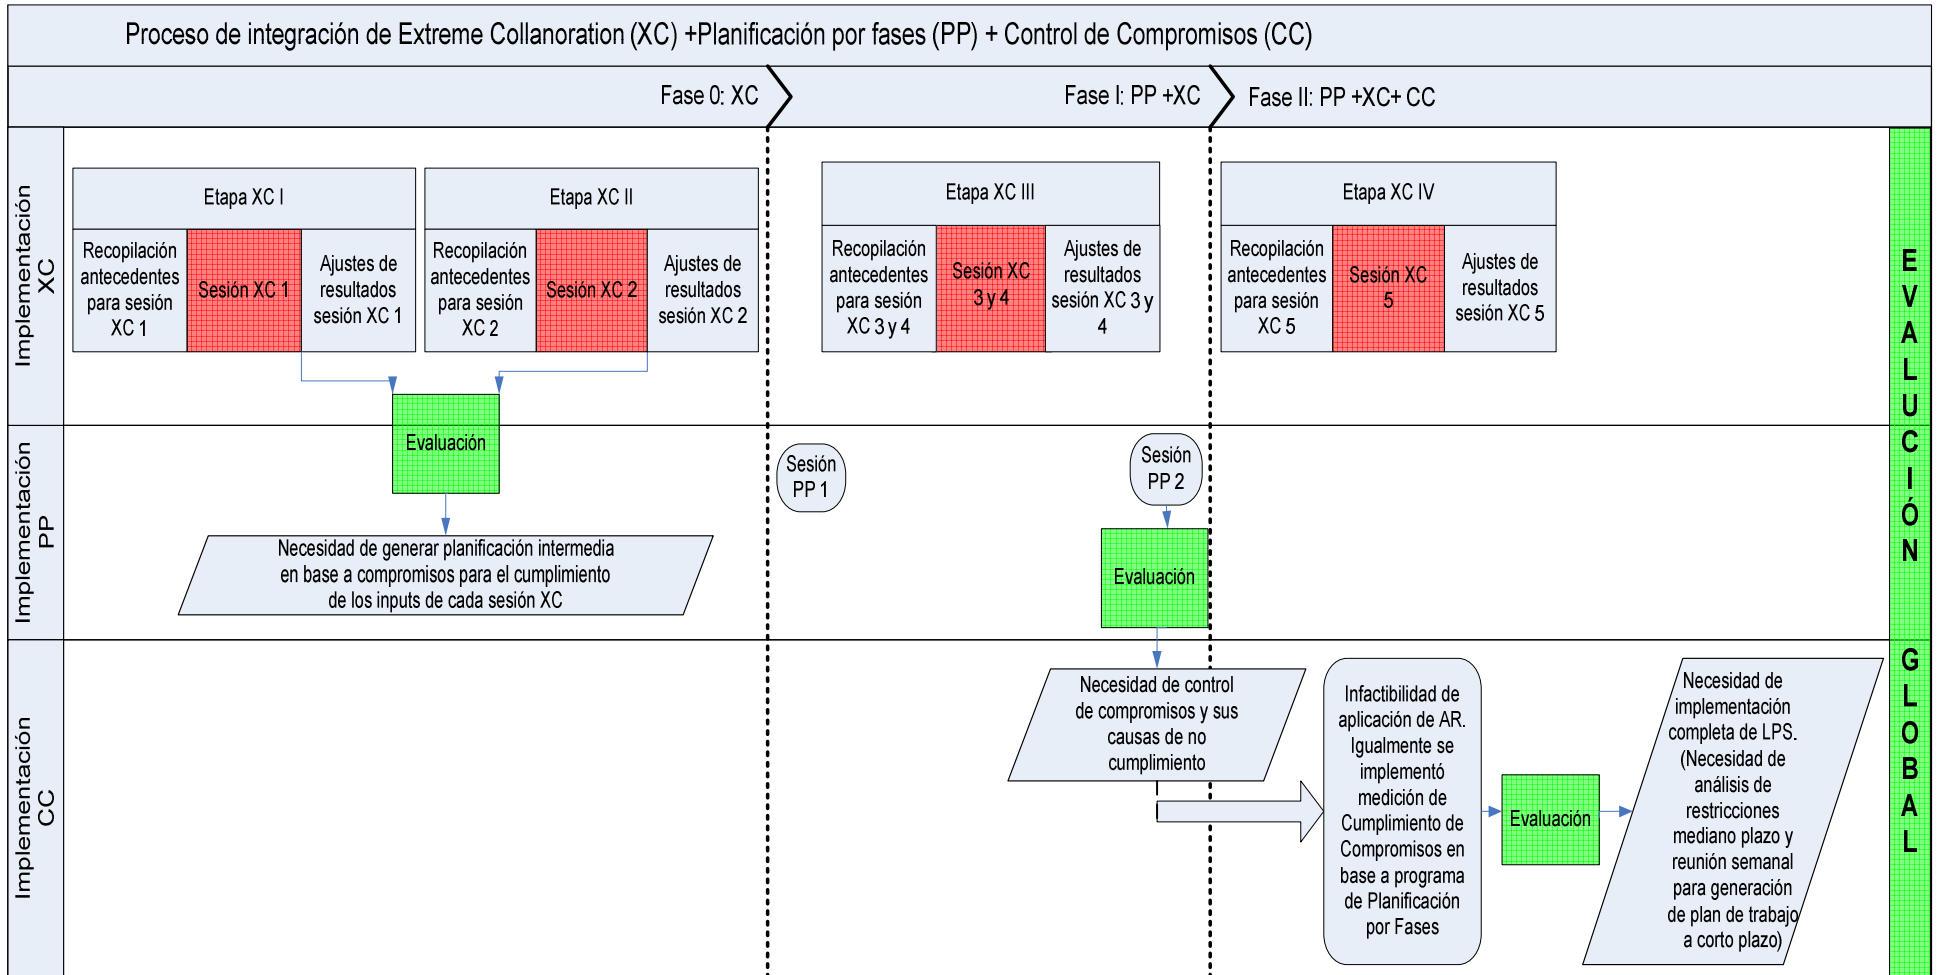 Proceso de integración de Extreme Collanoration (XC) +Planificación por fases (PP) + Control de Compromisos (CC)
Fase 0: XC
Fase I: PP +XC
Fase II: PP +XC+ CC
Implementación
XC
Etapa XC I
Recopilación
antecedentes
para sesión
XC 1
Sesión XC 1
Ajustes de
resultados
sesión XC 1
Etapa XC II
Recopilación
antecedentes
para sesión
XC 2
Sesión XC 2
Ajustes de
resultados
sesión XC 2
Etapa XC III
Recopilación
antecedentes
para sesión
XC 3 y 4
Sesión XC
3 y 4
Ajustes de
resultados
sesión XC 3 y
4
Etapa XC IV
Recopilación
antecedentes
para sesión
XC 5
Sesión XC
5
Ajustes de
resultados
sesión XC 5
Implementación
PP
Evaluación
Necesidad de generar planificación intermedia
en base a compromisos para el cumplimiento
de los inputs de cada sesión XC
Sesión
PP 1
Sesión
PP 2
Evaluación
Implementación
CC
Necesidad de control
de compromisos y sus
causas de no
cumplimiento
Infactibilidad de
aplicación de AR.
Igualmente se
implementó
medición de
Cumplimiento de
Compromisos en
base a programa
de Planificación
por Fases
Evaluación
Necesidad de
implementación
completa de LPS.
(Necesidad de
análisis de
restricciones
mediano plazo y
reunión semanal
para generación
de plan de trabajo
a corto plazo)
EVALUCIÓN GLOBAL